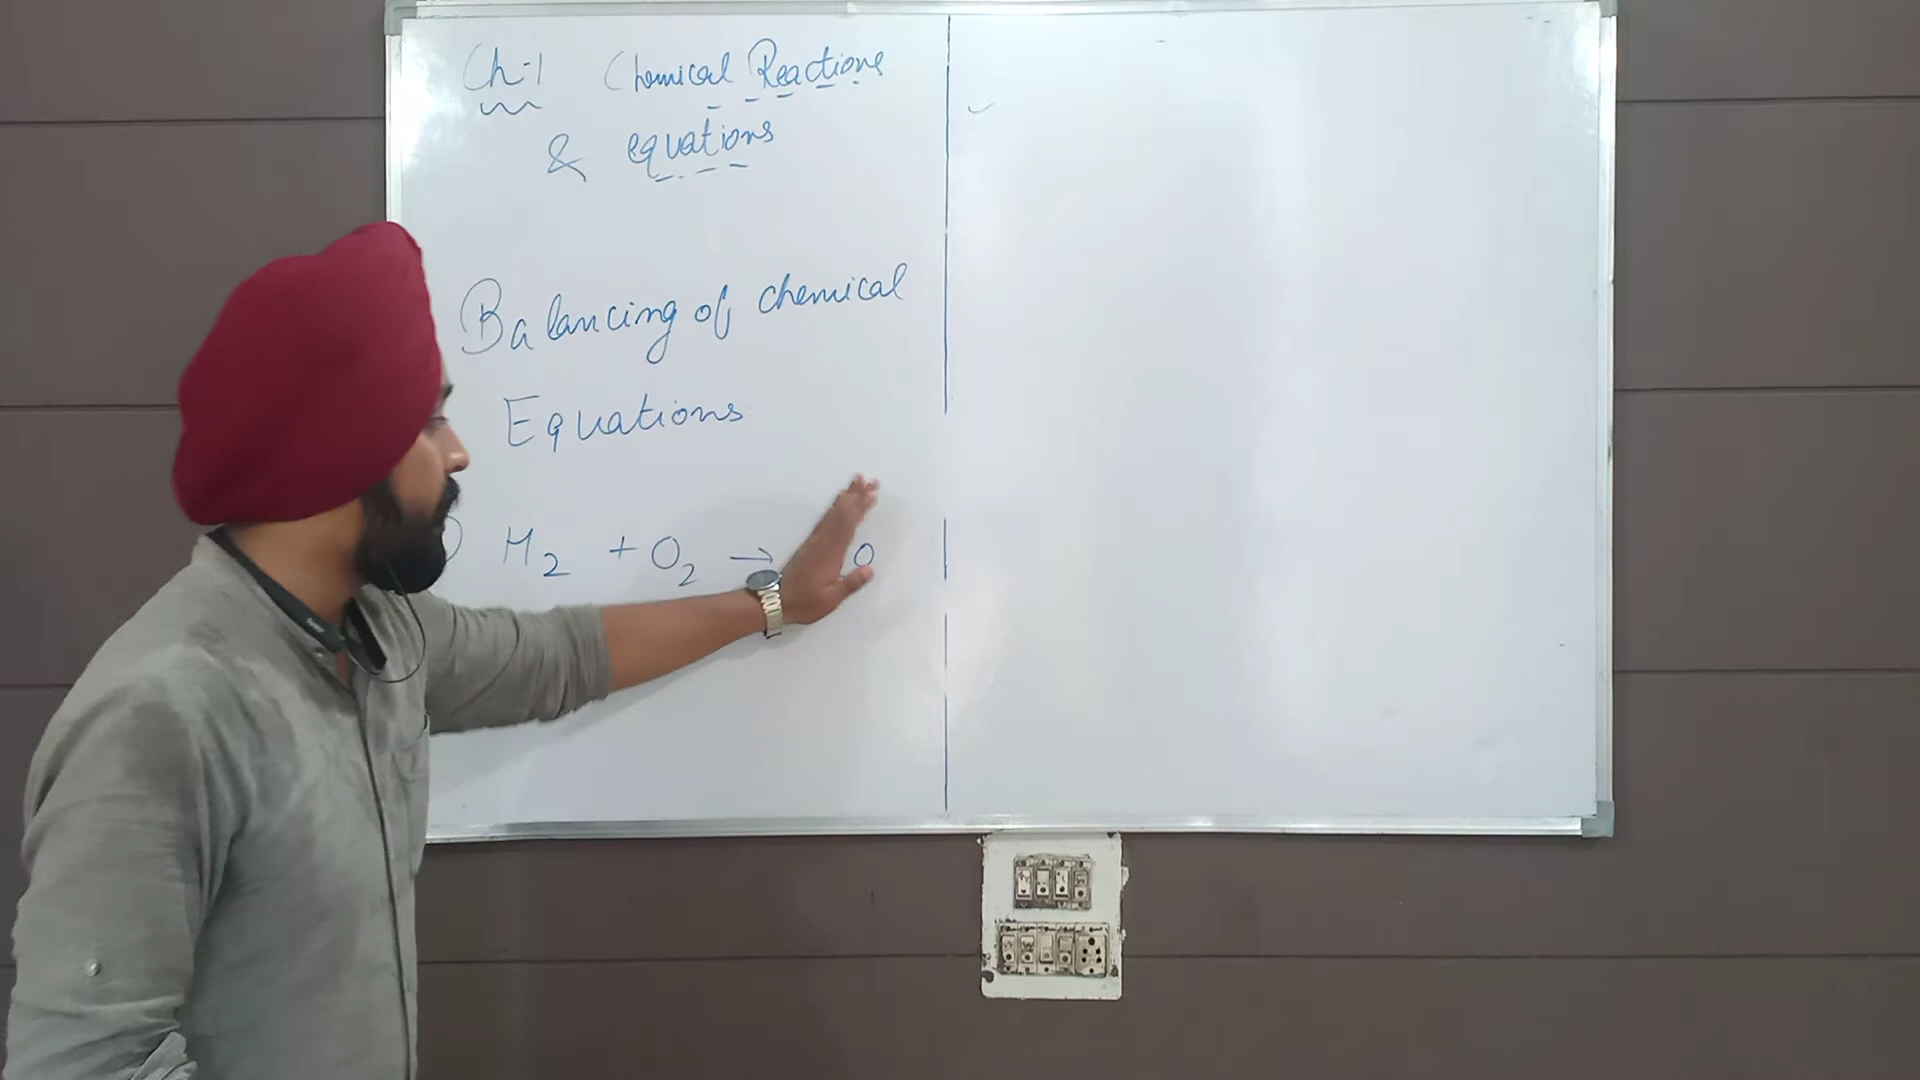 Ch-1 Chemical Reactions
& equations
Balancing of chemical
Equations
H2 + O2 → O